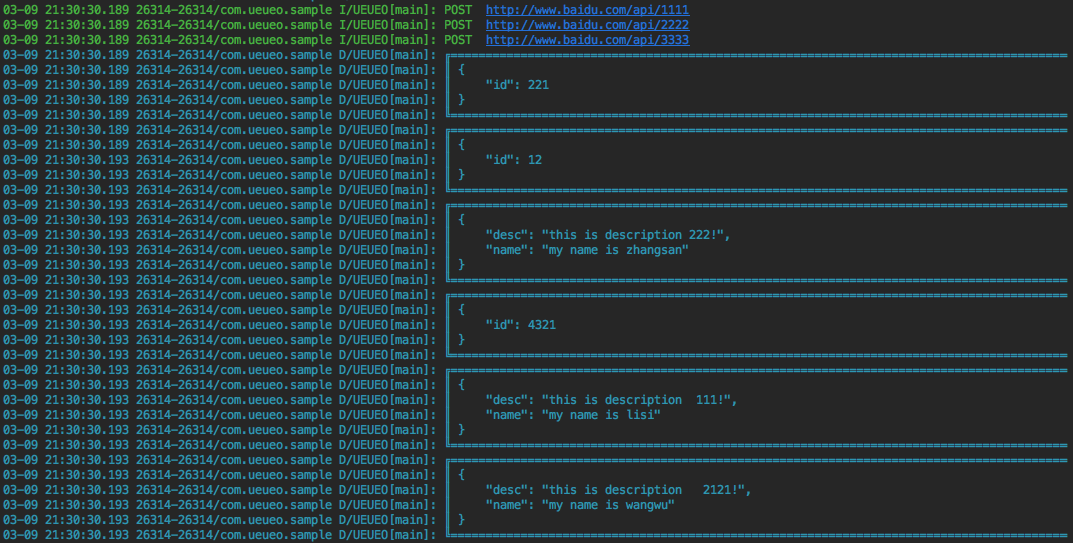 03-09 21:30:30.189 26314-26314/com.ueueo.sample I/UEUEO[main]: POST  http://www.baidu.com/api/1111
03-09 21:30:30.189 26314-26314/com.ueueo.sample I/UEUEO[main]: POST  http://www.baidu.com/api/2222
03-09 21:30:30.189 26314-26314/com.ueueo.sample I/UEUEO[main]: POST  http://www.baidu.com/api/3333
03-09 21:30:30.189 26314-26314/com.ueueo.sample D/UEUEO[main]:
03-09 21:30:30.189 26314-26314/com.ueueo.sample D/UEUEO[main]: {
03-09 21:30:30.189 26314-26314/com.ueueo.sample D/UEUEO[main]:     "id": 221
03-09 21:30:30.189 26314-26314/com.ueueo.sample D/UEUEO[main]: }
03-09 21:30:30.189 26314-26314/com.ueueo.sample D/UEUEO[main]:
03-09 21:30:30.189 26314-26314/com.ueueo.sample D/UEUEO[main]:
03-09 21:30:30.189 26314-26314/com.ueueo.sample D/UEUEO[main]: {
03-09 21:30:30.193 26314-26314/com.ueueo.sample D/UEUEO[main]:     "id": 12
03-09 21:30:30.193 26314-26314/com.ueueo.sample D/UEUEO[main]: }
03-09 21:30:30.193 26314-26314/com.ueueo.sample D/UEUEO[main]:
03-09 21:30:30.193 26314-26314/com.ueueo.sample D/UEUEO[main]:
03-09 21:30:30.193 26314-26314/com.ueueo.sample D/UEUEO[main]: {
03-09 21:30:30.193 26314-26314/com.ueueo.sample D/UEUEO[main]:     "desc": "this is description 222!",
03-09 21:30:30.193 26314-26314/com.ueueo.sample D/UEUEO[main]:     "name": "my name is zhangsan"
03-09 21:30:30.193 26314-26314/com.ueueo.sample D/UEUEO[main]: }
03-09 21:30:30.193 26314-26314/com.ueueo.sample D/UEUEO[main]:
03-09 21:30:30.193 26314-26314/com.ueueo.sample D/UEUEO[main]:
03-09 21:30:30.193 26314-26314/com.ueueo.sample D/UEUEO[main]: {
03-09 21:30:30.193 26314-26314/com.ueueo.sample D/UEUEO[main]:     "id": 4321
03-09 21:30:30.193 26314-26314/com.ueueo.sample D/UEUEO[main]: }
03-09 21:30:30.193 26314-26314/com.ueueo.sample D/UEUEO[main]:
03-09 21:30:30.193 26314-26314/com.ueueo.sample D/UEUEO[main]:
03-09 21:30:30.193 26314-26314/com.ueueo.sample D/UEUEO[main]: {
03-09 21:30:30.193 26314-26314/com.ueueo.sample D/UEUEO[main]:     "desc": "this is description  111!",
03-09 21:30:30.193 26314-26314/com.ueueo.sample D/UEUEO[main]:     "name": "my name is lisi"
03-09 21:30:30.193 26314-26314/com.ueueo.sample D/UEUEO[main]: }
03-09 21:30:30.193 26314-26314/com.ueueo.sample D/UEUEO[main]:
03-09 21:30:30.193 26314-26314/com.ueueo.sample D/UEUEO[main]:
03-09 21:30:30.193 26314-26314/com.ueueo.sample D/UEUEO[main]: {
03-09 21:30:30.193 26314-26314/com.ueueo.sample D/UEUEO[main]:     "desc": "this is description   2121!",
03-09 21:30:30.193 26314-26314/com.ueueo.sample D/UEUEO[main]:     "name": "my name is wangwu"
03-09 21:30:30.193 26314-26314/com.ueueo.sample D/UEUEO[main]: }
03-09 21:30:30.193 26314-26314/com.ueueo.sample D/UEUEO[main]: